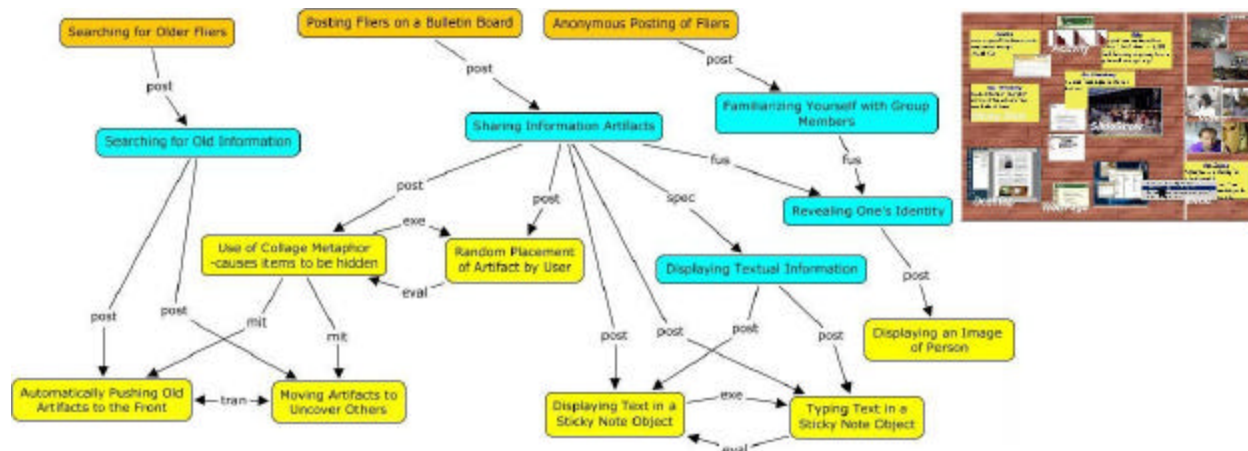 Searching for Older Fliers
Posting Fliers on a Bulletin Board
Anonymous Posting of Fliers
post
post
post
Searching for Old Information
Sharing Information Artifacts
Familiarizing Yourself with Group
Members
post
post
spec
fus
fus
Revealing One's Identity
Use of Collage Metaphor
-causes items to be hidden
exe
eval
Random Placement
of Artifact by User
Displaying Textual Information
post
post
post
mit
mit
post
post
post
post
Displaying an Image
of Person
Automatically Pushing Old
Artifacts to the Front
tran
Moving Artifacts to
Uncover Others
Displaying Text in a
Sticky Note Object
exe
eval
Typing Text in a
Sticky Note Object
Activity
SlideShow